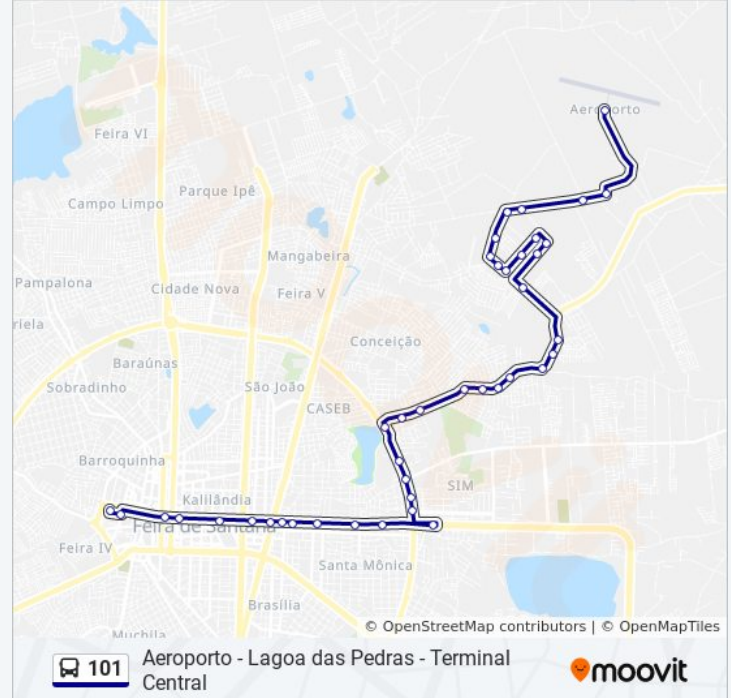 Aeroporto
Feira VI
Parque Ipê
Campo Limpo
Mangabeira
Pampalona
Cidade Nova
Feira V
riela
Conceição
Baraúnas
Sobradinho
São João
CASEB
Barroquinha
SIM
Kalilândia
Feira de Santana
Feira IV
Santa Mônica
Brasília
Muchila
© OpenStreetMap contributors | © OpenMapTiles
101
Aeroporto - Lagoa das Pedras - Terminal
Central
moovit